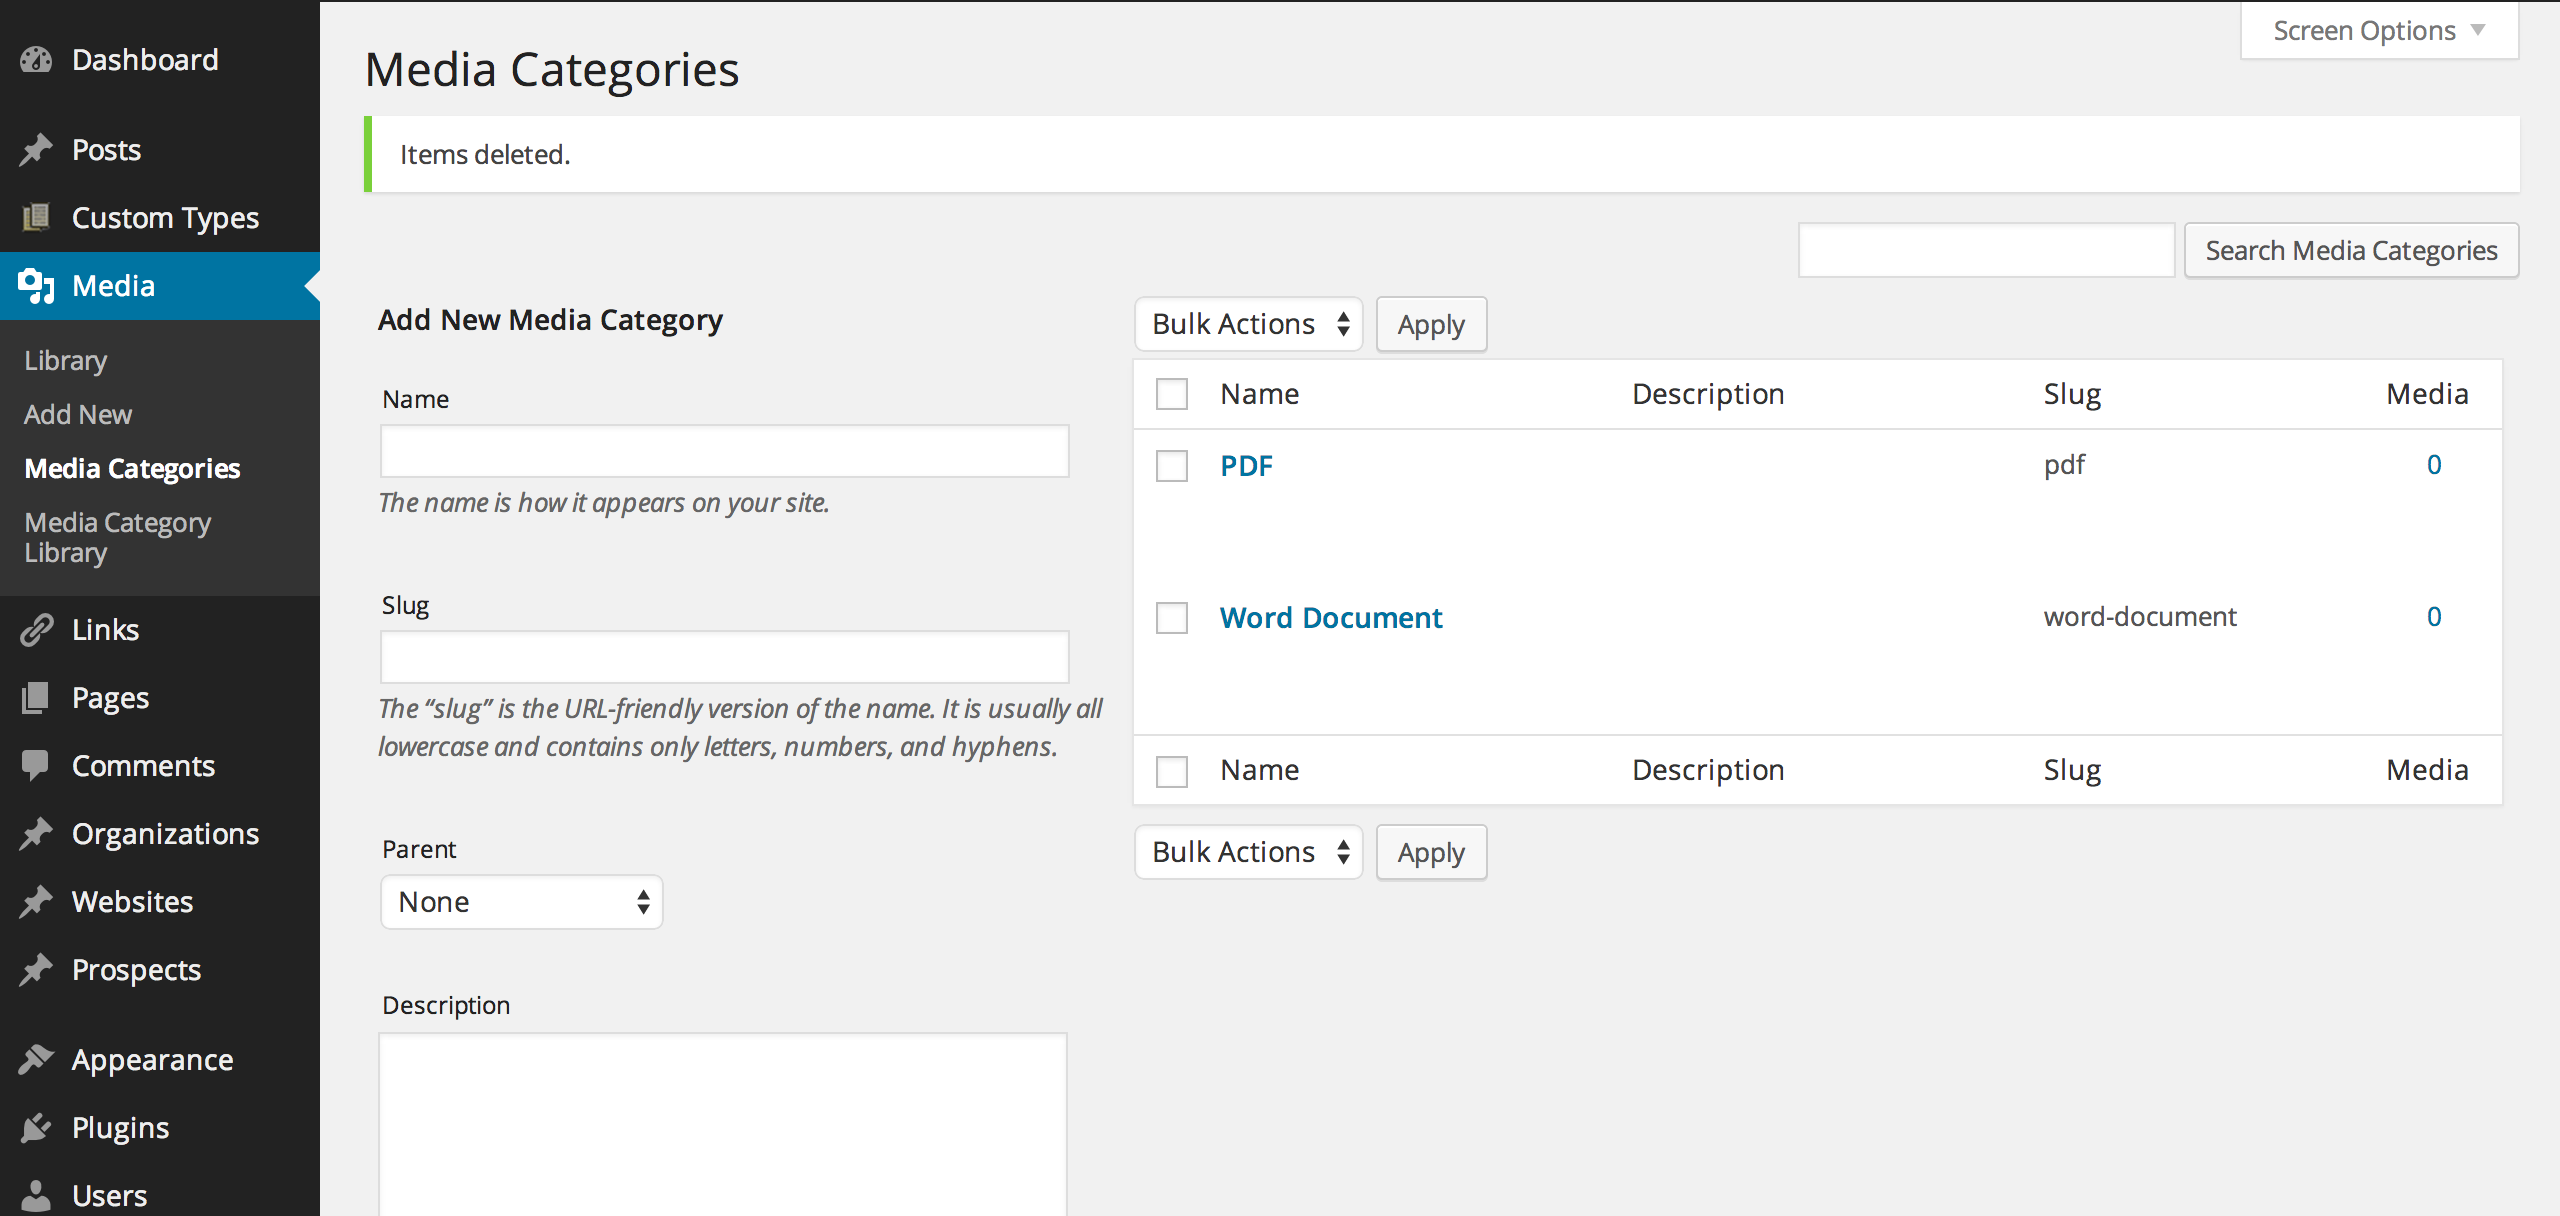 Dashboard
Posts
Custom Types
Media
Library
Add New
Media Categories
Media Category
Library
Links
Pages
Comments
Organizations
Websites
Prospects
Appearance
Plugins
Users
Screen Options
Media Categories
Items deleted.
Search Media Categories
Add New Media Category
Name
The name is how it appears on your site.
Slug
The “slug” is the URL-friendly version of the name. It is usually all
lowercase and contains only letters, numbers, and hyphens.
Parent
None
Description
Bulk Actions Apply
Name Description Slug Media
PDF pdf 0
Word Document word-document 0
Name Description Slug Media
Bulk Actions Apply